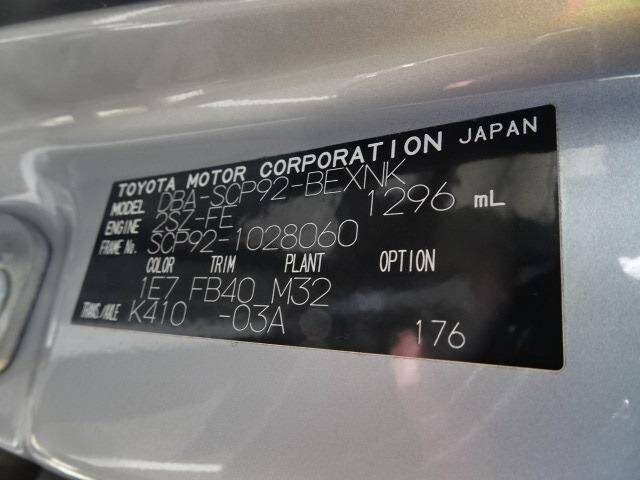 TOYOTA MOTOR CORPORATION JAPAN
MODEL DBA-SCP92-BEXNK
ENGINE 2SZ-FE 1296 mL
FRAME No. SCP92-1028060
COLOR TRIM PLANT OPTION
1E7 FB40 M32
TRANS./AXLE K410 -03A 176